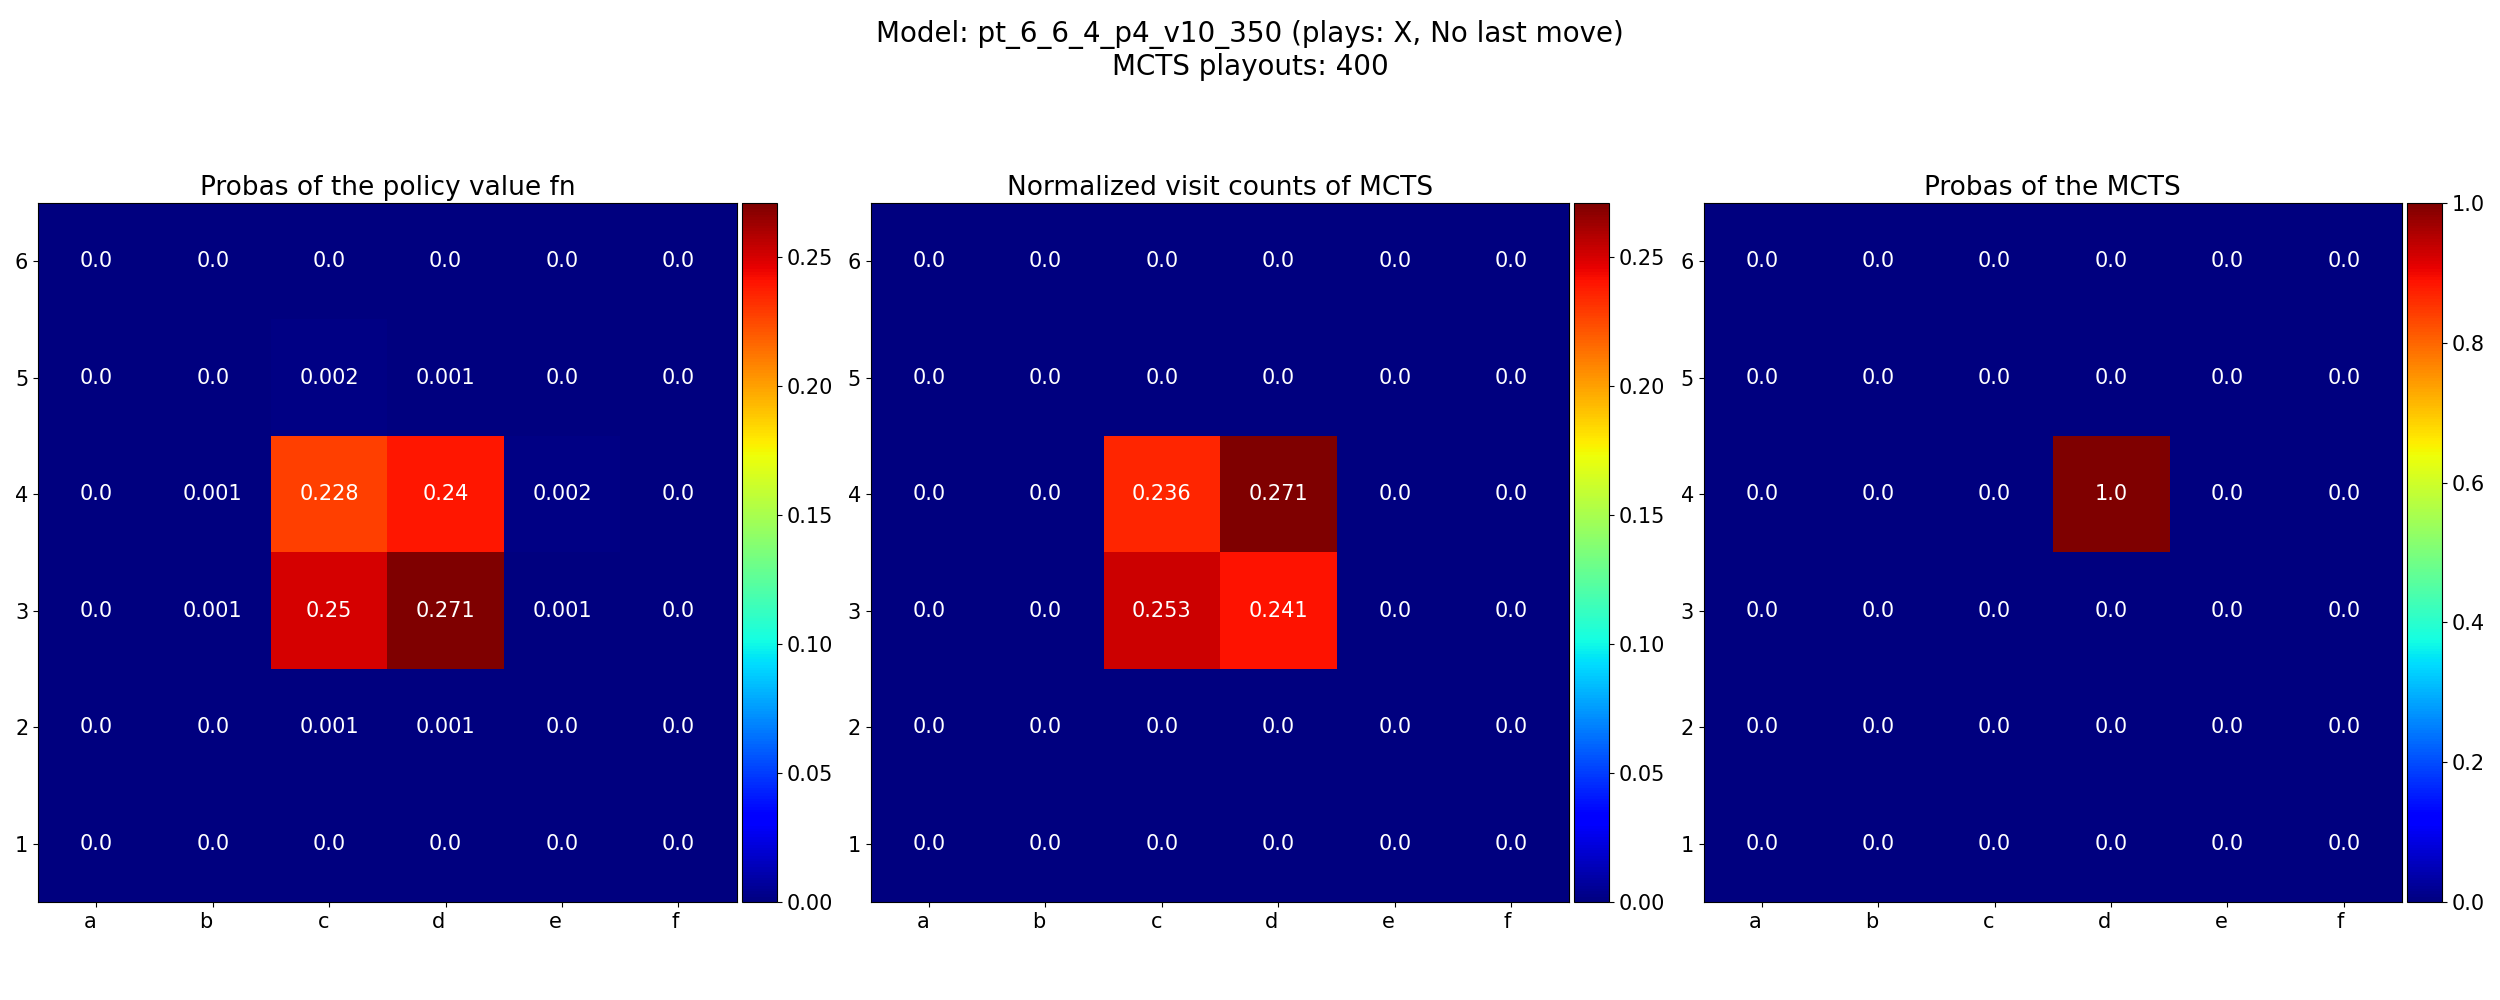 Model: pt_6_6_4_p4_v10_350 (plays: X, No last move)
MCTS playouts: 400
Probas of the policy value fn
6 0.0 0.0 0.0 0.0 0.0 0.0
5 0.0 0.0 0.002 0.001 0.0 0.0
4 0.0 0.001 0.228 0.24 0.002 0.0
3 0.0 0.001 0.25 0.271 0.001 0.0
2 0.0 0.0 0.001 0.001 0.0 0.0
1 0.0 0.0 0.0 0.0 0.0 0.0
a b c d e f
0.25
0.20
0.15
0.10
0.05
0.00
Normalized visit counts of MCTS
6 0.0 0.0 0.0 0.0 0.0 0.0
5 0.0 0.0 0.0 0.0 0.0 0.0
4 0.0 0.0 0.236 0.271 0.0 0.0
3 0.0 0.0 0.253 0.241 0.0 0.0
2 0.0 0.0 0.0 0.0 0.0 0.0
1 0.0 0.0 0.0 0.0 0.0 0.0
a b c d e f
0.25
0.20
0.15
0.10
0.05
0.00
Probas of the MCTS
6 0.0 0.0 0.0 0.0 0.0 0.0
5 0.0 0.0 0.0 0.0 0.0 0.0
4 0.0 0.0 0.0 1.0 0.0 0.0
3 0.0 0.0 0.0 0.0 0.0 0.0
2 0.0 0.0 0.0 0.0 0.0 0.0
1 0.0 0.0 0.0 0.0 0.0 0.0
a b c d e f
1.0
0.8
0.6
0.4
0.2
0.0